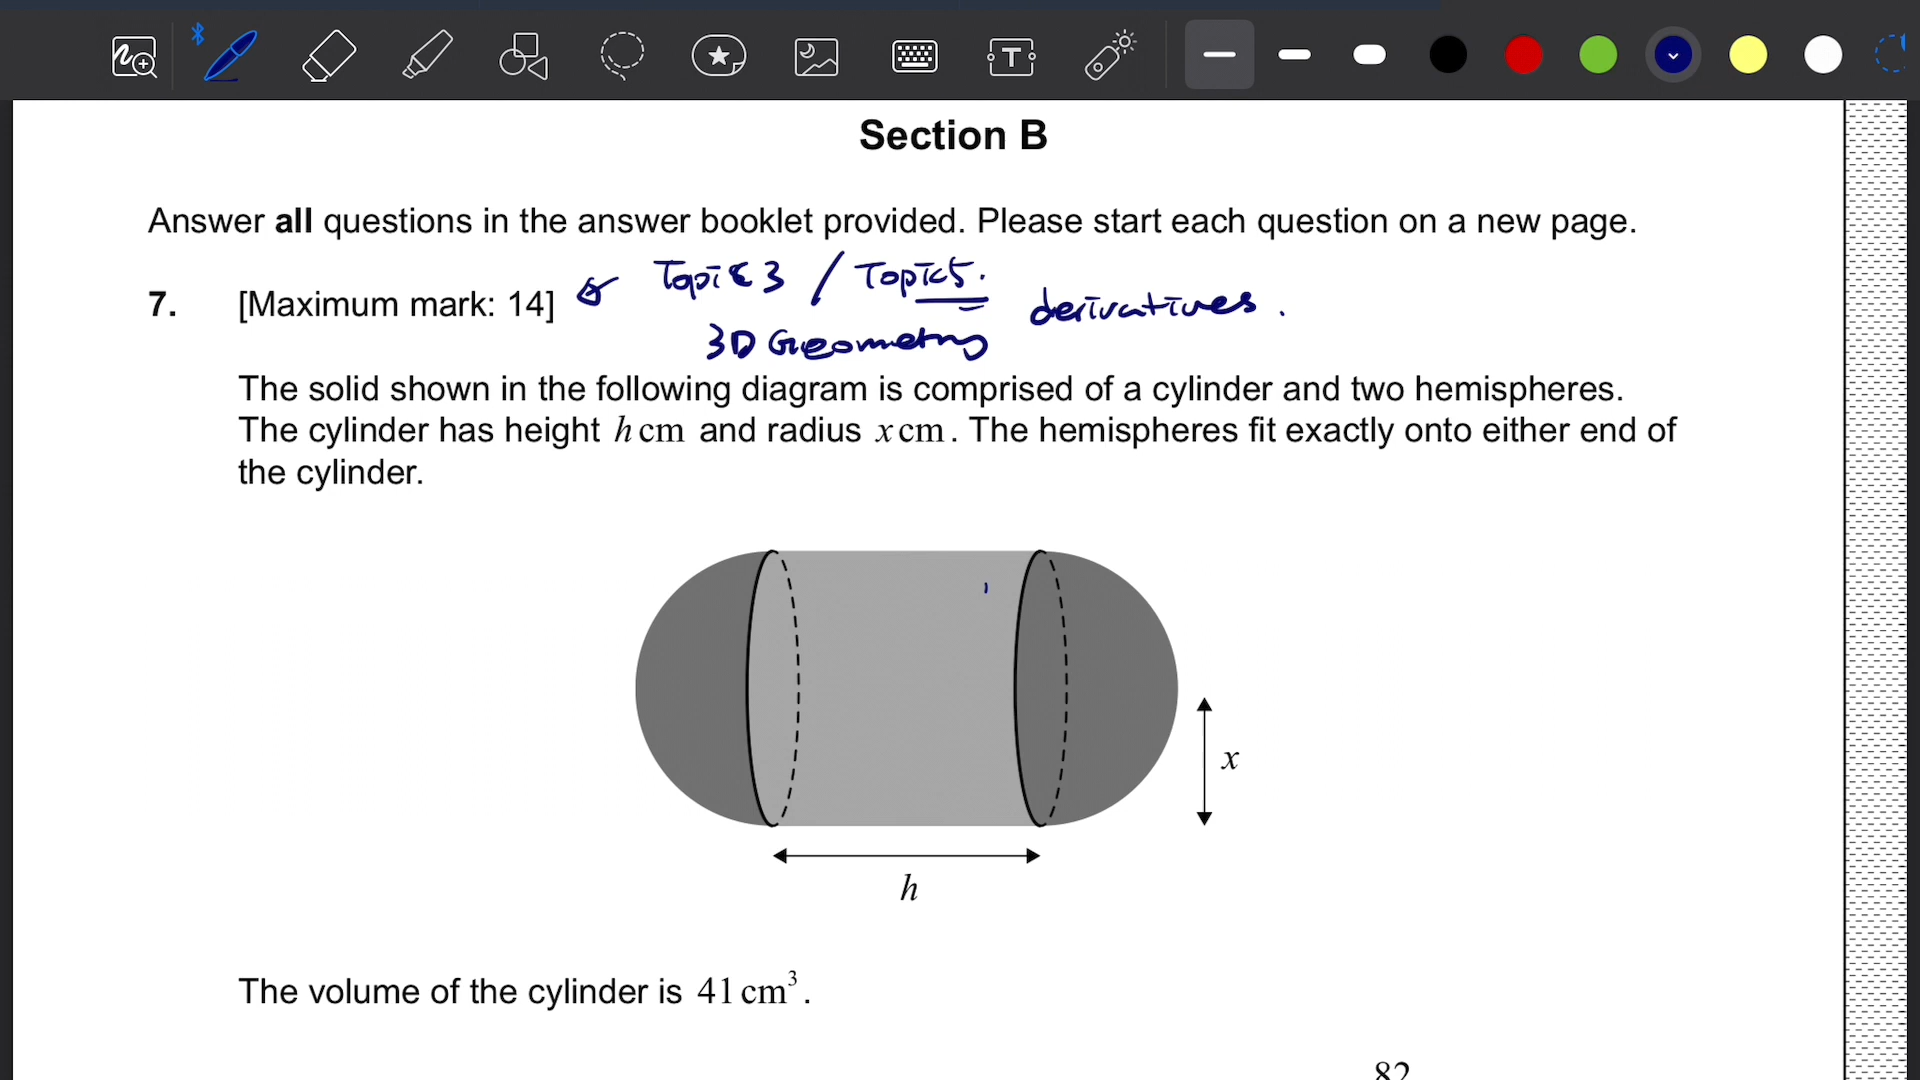 Section B
Answer all questions in the answer booklet provided. Please start each question on a new page.
Topic 3 / Topic 5.
7. [Maximum mark: 14]
derivatives.
3D Geometry
The solid shown in the following diagram is comprised of a cylinder and two hemispheres.
The cylinder has height h cm and radius x cm. The hemispheres fit exactly onto either end of
the cylinder.
x
h
The volume of the cylinder is 41 cm³.
82